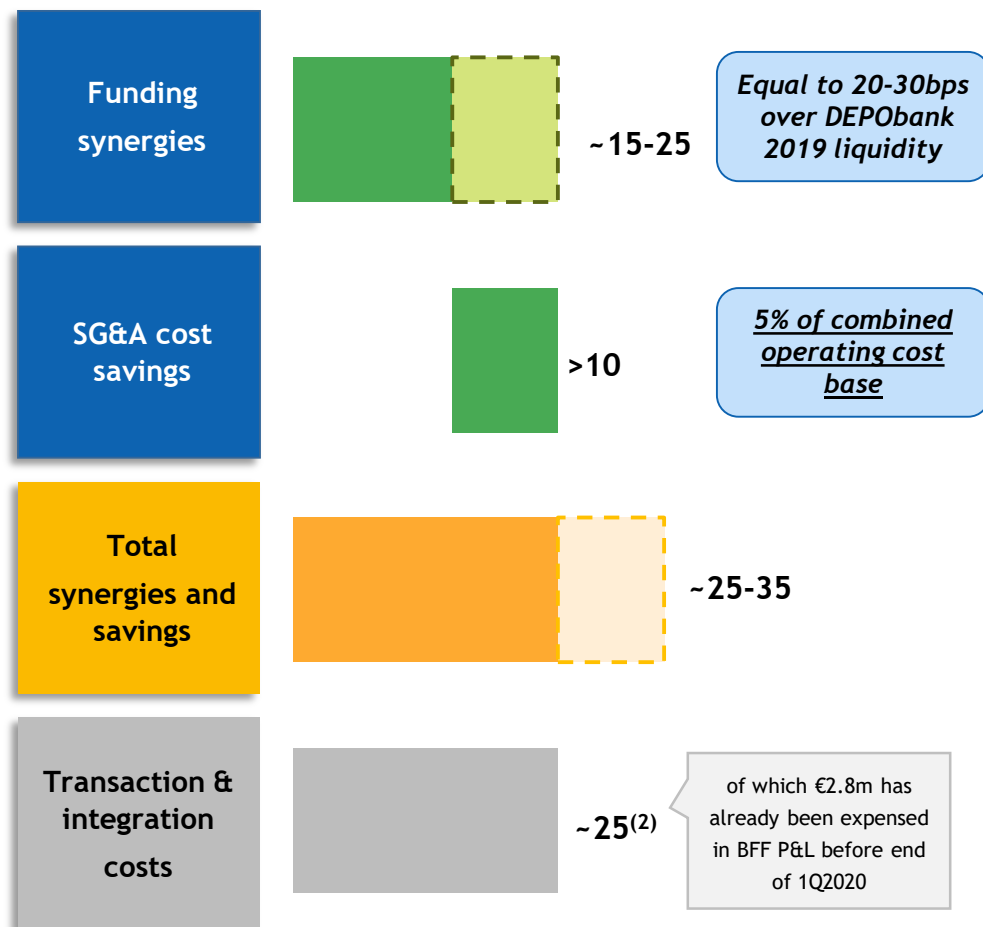 Funding
synergies
~15-25
Equal to 20-30bps
over DEPObank
2019 liquidity
SG&A cost
savings
>10
5% of combined
operating cost
base
Total
synergies and
savings
~25-35
Transaction &
integration
costs
~25(2)
of which €2.8m has
already been expensed
in BFF P&L before end
of 1Q2020